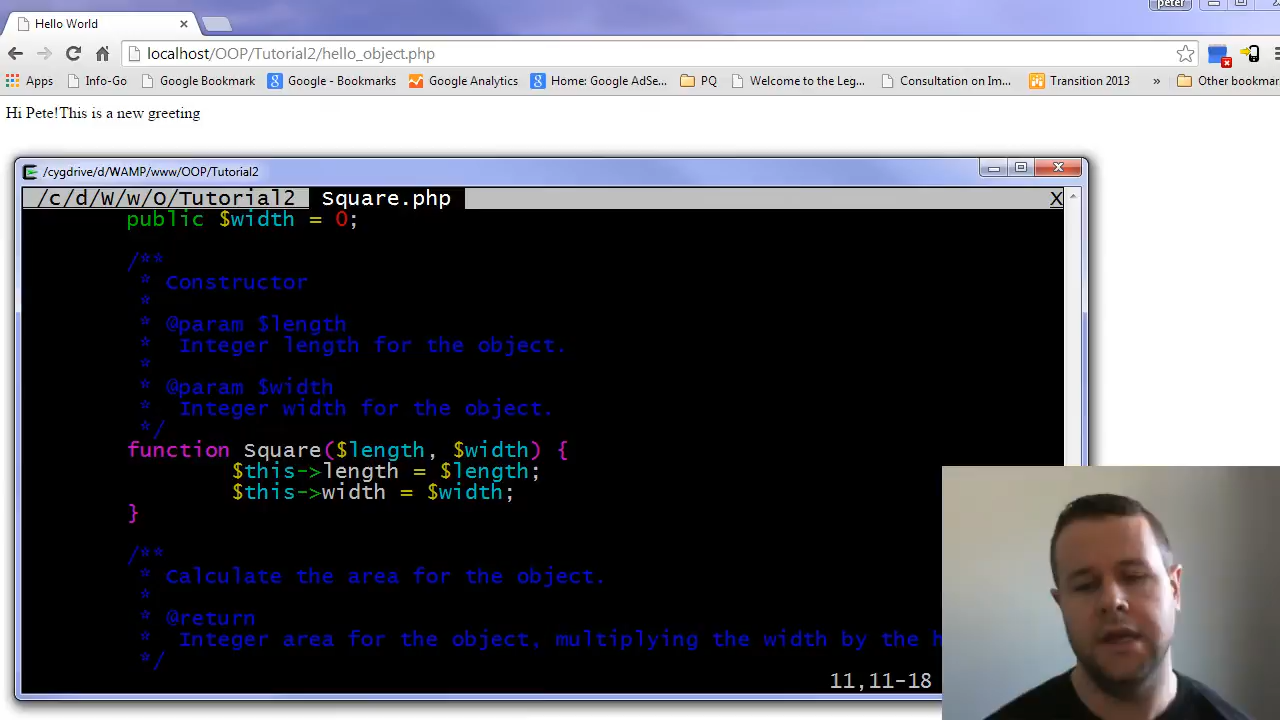 peter
Hello World
localhost/OOP/Tutorial2/hello_object.php
Apps Info-Go Google Bookmark Google - Bookmarks Google Analytics Home: Google AdSe... PQ Welcome to the Leg... Consultation on Im... Transition 2013 » Other bookmar
Hi Pete!This is a new greeting
/cygdrive/d/WAMP/www/OOP/Tutorial2
/c/d/W/w/O/Tutorial2 Square.php X
public $width = 0;
/**
* Constructor
*
* @param $length
* Integer length for the object.
*
* @param $width
* Integer width for the object.
*/
function Square($length, $width) {
$this->length = $length;
$this->width = $width;
}
/**
* Calculate the area for the object.
*
* @return
* Integer area for the object, multiplying the width by the h
*/
11,11-18